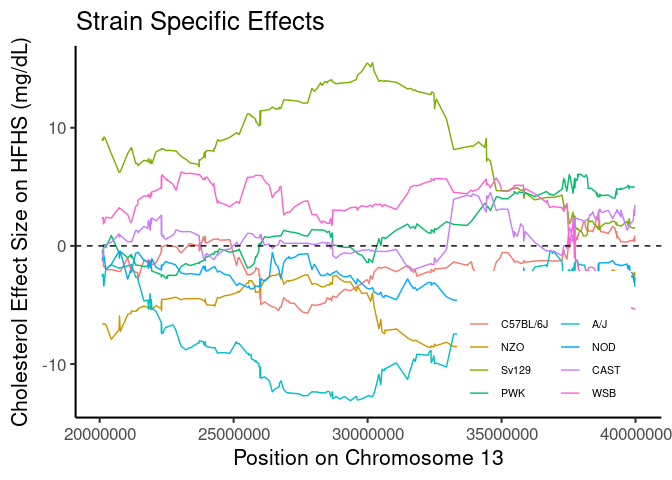 Strain Specific Effects
Cholesterol Effect Size on HFHS (mg/dL)
10
0
-10
C57BL/6J
NZO
Sv129
PWK
A/J
NOD
CAST
WSB
20000000 25000000 30000000 35000000 40000000
Position on Chromosome 13